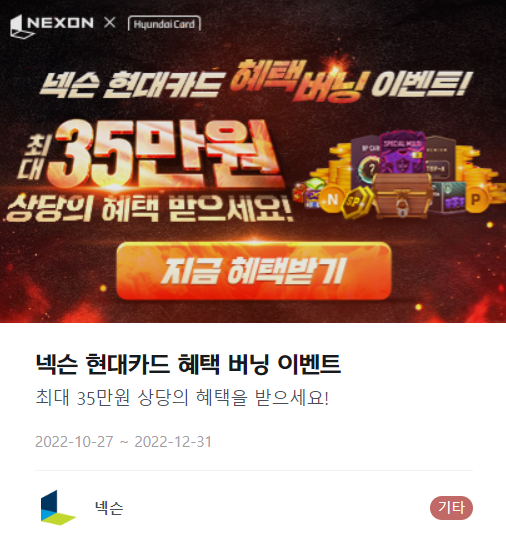 NEXON × Hyundai Card
넥슨 현대카드 혜택버닝 이벤트!
최대 35만원
상당의 혜택 받으세요!
SPECIAL MULTI
N
SP
P
지금 혜택받기
넥슨 현대카드 혜택 버닝 이벤트
최대 35만원 상당의 혜택을 받으세요!
2022-10-27 ~ 2022-12-31
넥슨
기타